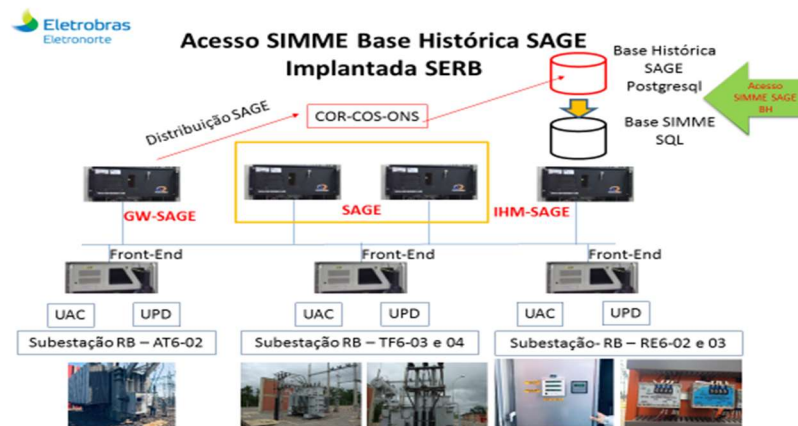 Eletrobras
Eletronorte
Acesso SIMME Base Histórica SAGE
Implantada SERB
Base Histórica
SAGE
Postgresql
Acesso
SIMME SAGE
BH
Base SIMME
SQL
Distribuição SAGE
COR-COS-ONS
GW-SAGE
SAGE
IHM-SAGE
Front-End
Front-End
Front-End
UAC
UPD
UAC
UPD
UAC
UPD
Subestação RB – AT6-02
Subestação RB – TF6-03 e 04
Subestação- RB – RE6-02 e 03